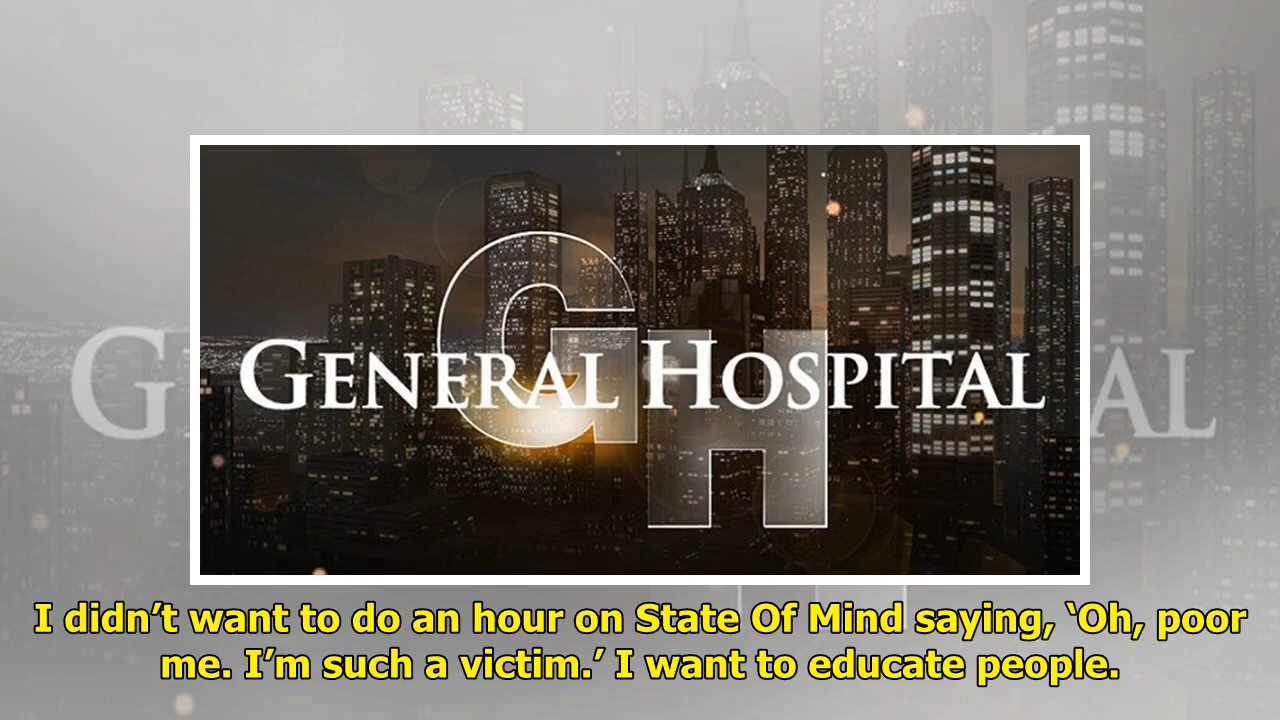 GH
GENERAL HOSPITAL
G AL
I didn’t want to do an hour on State Of Mind saying, ‘Oh, poor
me. I’m such a victim.’ I want to educate people.